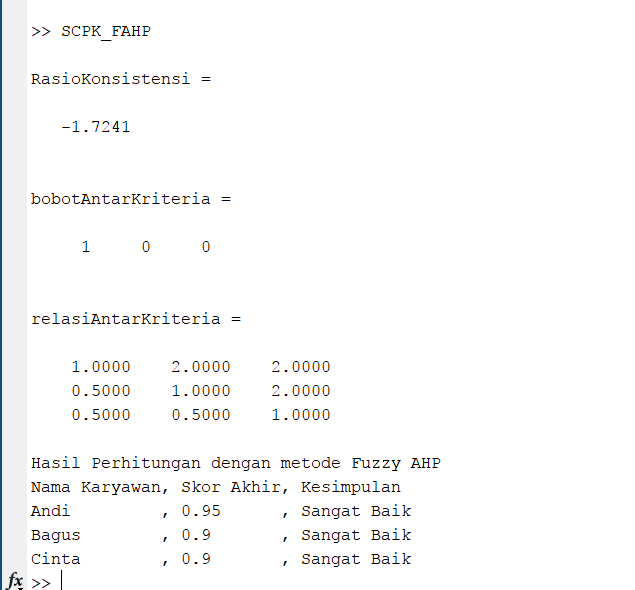 >> SCPK_FAHP
RasioKonsistensi =
-1.7241
bobotAntarKriteria =
1 0 0
relasiAntarKriteria =
1.0000 2.0000 2.0000
0.5000 1.0000 2.0000
0.5000 0.5000 1.0000
Hasil Perhitungan dengan metode Fuzzy AHP
Nama Karyawan, Skor Akhir, Kesimpulan
Andi , 0.95 , Sangat Baik
Bagus , 0.9 , Sangat Baik
Cinta , 0.9 , Sangat Baik
fx >>